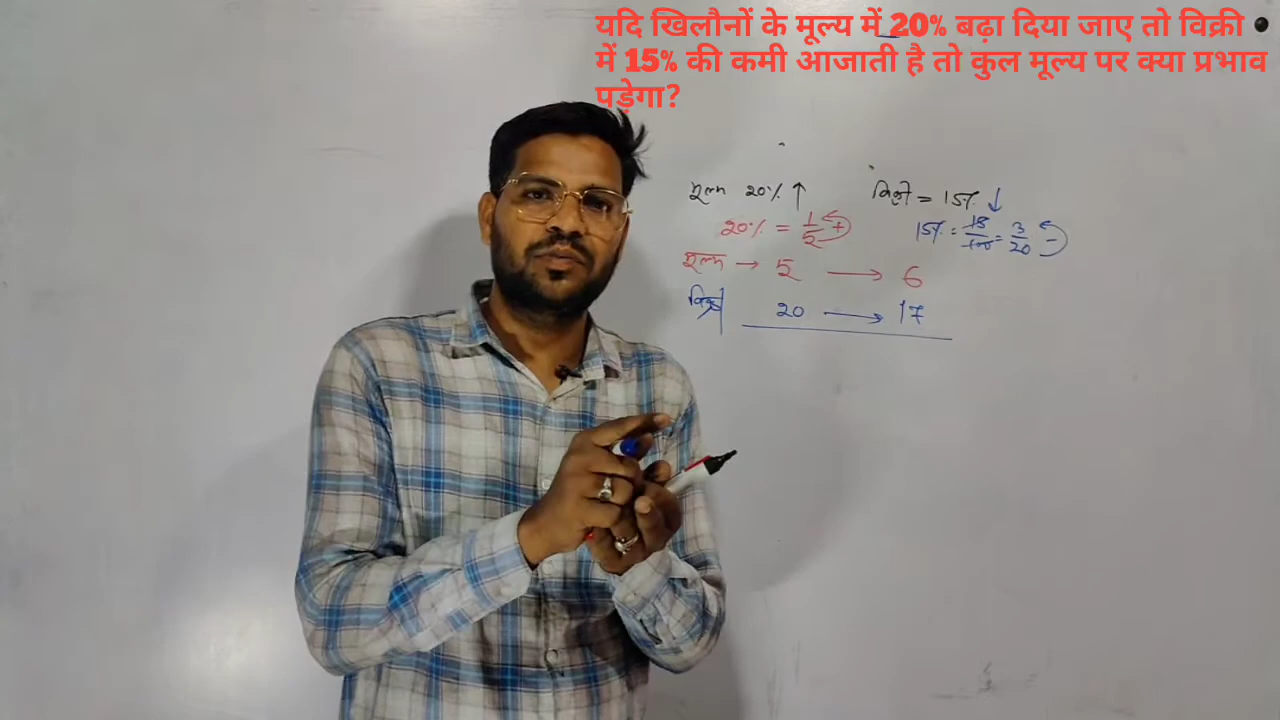 यदि खिलौनों के मूल्य में 20% बढ़ा दिया जाए तो विक्री
में 15% की कमी आजाती है तो कुल मूल्य पर क्या प्रभाव
पड़ेगा?
मूल्य 20% ↑ बिक्री = 15% ↓
20% = 1/5 + 15% = 15/100 = 3/20 -
मूल्य → 5 → 6
बिक्री 20 → 17